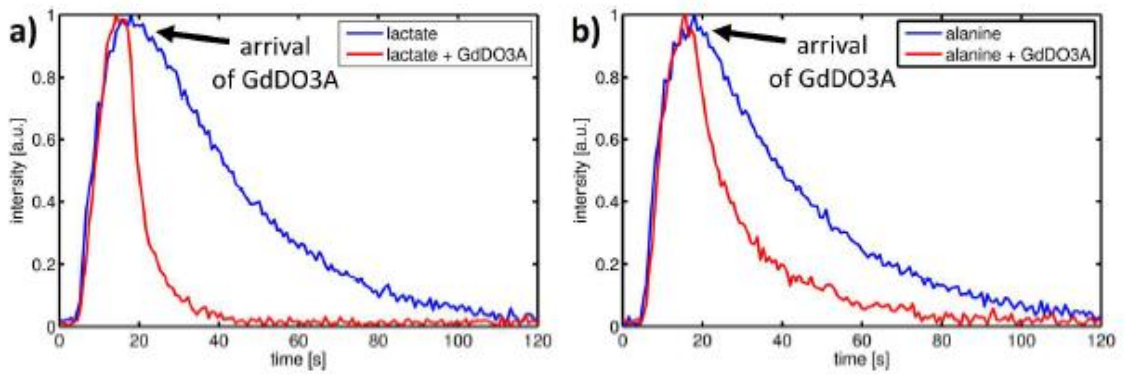 a)
lactate
lactate + GdDO3A
arrival
of GdDO3A
intensity [a.u.]
1
0.8
0.6
0.4
0.2
0
0 20 40 60 80 100 120
time [s]
b)
alanine
alanine + GdDO3A
arrival
of GdDO3A
intensity [a.u.]
1
0.8
0.6
0.4
0.2
0
0 20 40 60 80 100 120
time [s]